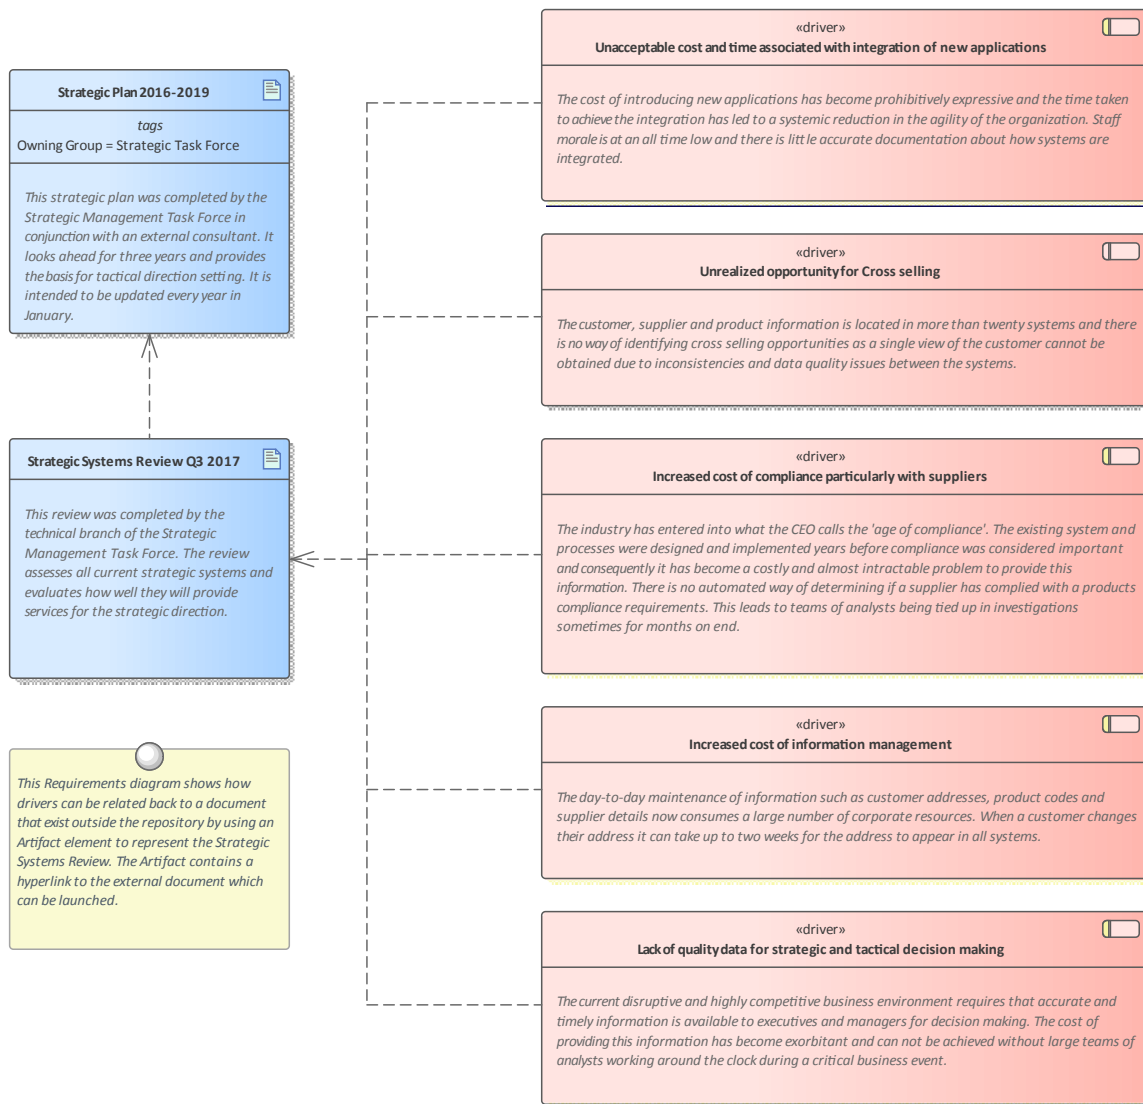 Strategic Plan 2016-2019
tags
Owning Group = Strategic Task Force
This strategic plan was completed by the
Strategic Management Task Force in
conjunction with an external consultant. It
looks ahead for three years and provides
the basis for tactical direction setting. It is
intended to be updated every year in
January.
Strategic Systems Review Q3 2017
This review was completed by the
technical branch of the Strategic
Management Task Force. The review
assesses all current strategic systems and
evaluates how well they will provide
services for the strategic direction.
This Requirements diagram shows how
drivers can be related back to a document
that exist outside the repository by using an
Artifact element to represent the Strategic
Systems Review. The Artifact contains a
hyperlink to the external document which
can be launched.
«driver»
Unacceptable cost and time associated with integration of new applications
The cost of introducing new applications has become prohibitively expressive and the time taken
to achieve the integration has led to a systemic reduction in the agility of the organization. Staff
morale is at an all time low and there is little accurate documentation about how systems are
integrated.
«driver»
Unrealized opportunity for Cross selling
The customer, supplier and product information is located in more than twenty systems and there
is no way of identifying cross selling opportunities as a single view of the customer cannot be
obtained due to inconsistencies and data quality issues between the systems.
«driver»
Increased cost of compliance particularly with suppliers
The industry has entered into what the CEO calls the 'age of compliance'. The existing system and
processes were designed and implemented years before compliance was considered important
and consequently it has become a costly and almost intractable problem to provide this
information. There is no automated way of determining if a supplier has complied with a products
compliance requirements. This leads to teams of analysts being tied up in investigations
sometimes for months on end.
«driver»
Increased cost of information management
The day-to-day maintenance of information such as customer addresses, product codes and
supplier details now consumes a large number of corporate resources. When a customer changes
their address it can take up to two weeks for the address to appear in all systems.
«driver»
Lack of quality data for strategic and tactical decision making
The current disruptive and highly competitive business environment requires that accurate and
timely information is available to executives and managers for decision making. The cost of
providing this information has become exorbitant and can not be achieved without large teams of
analysts working around the clock during a critical business event.